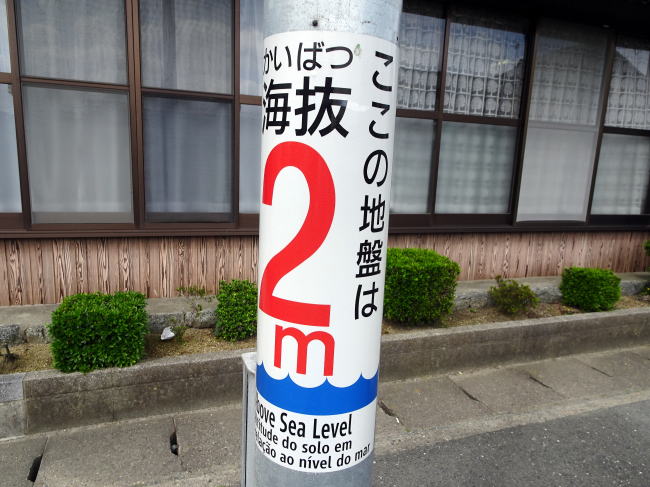 ここの地盤は
かいばつ
海抜
2
m
Sea Level
do solo em
ao nível do mar